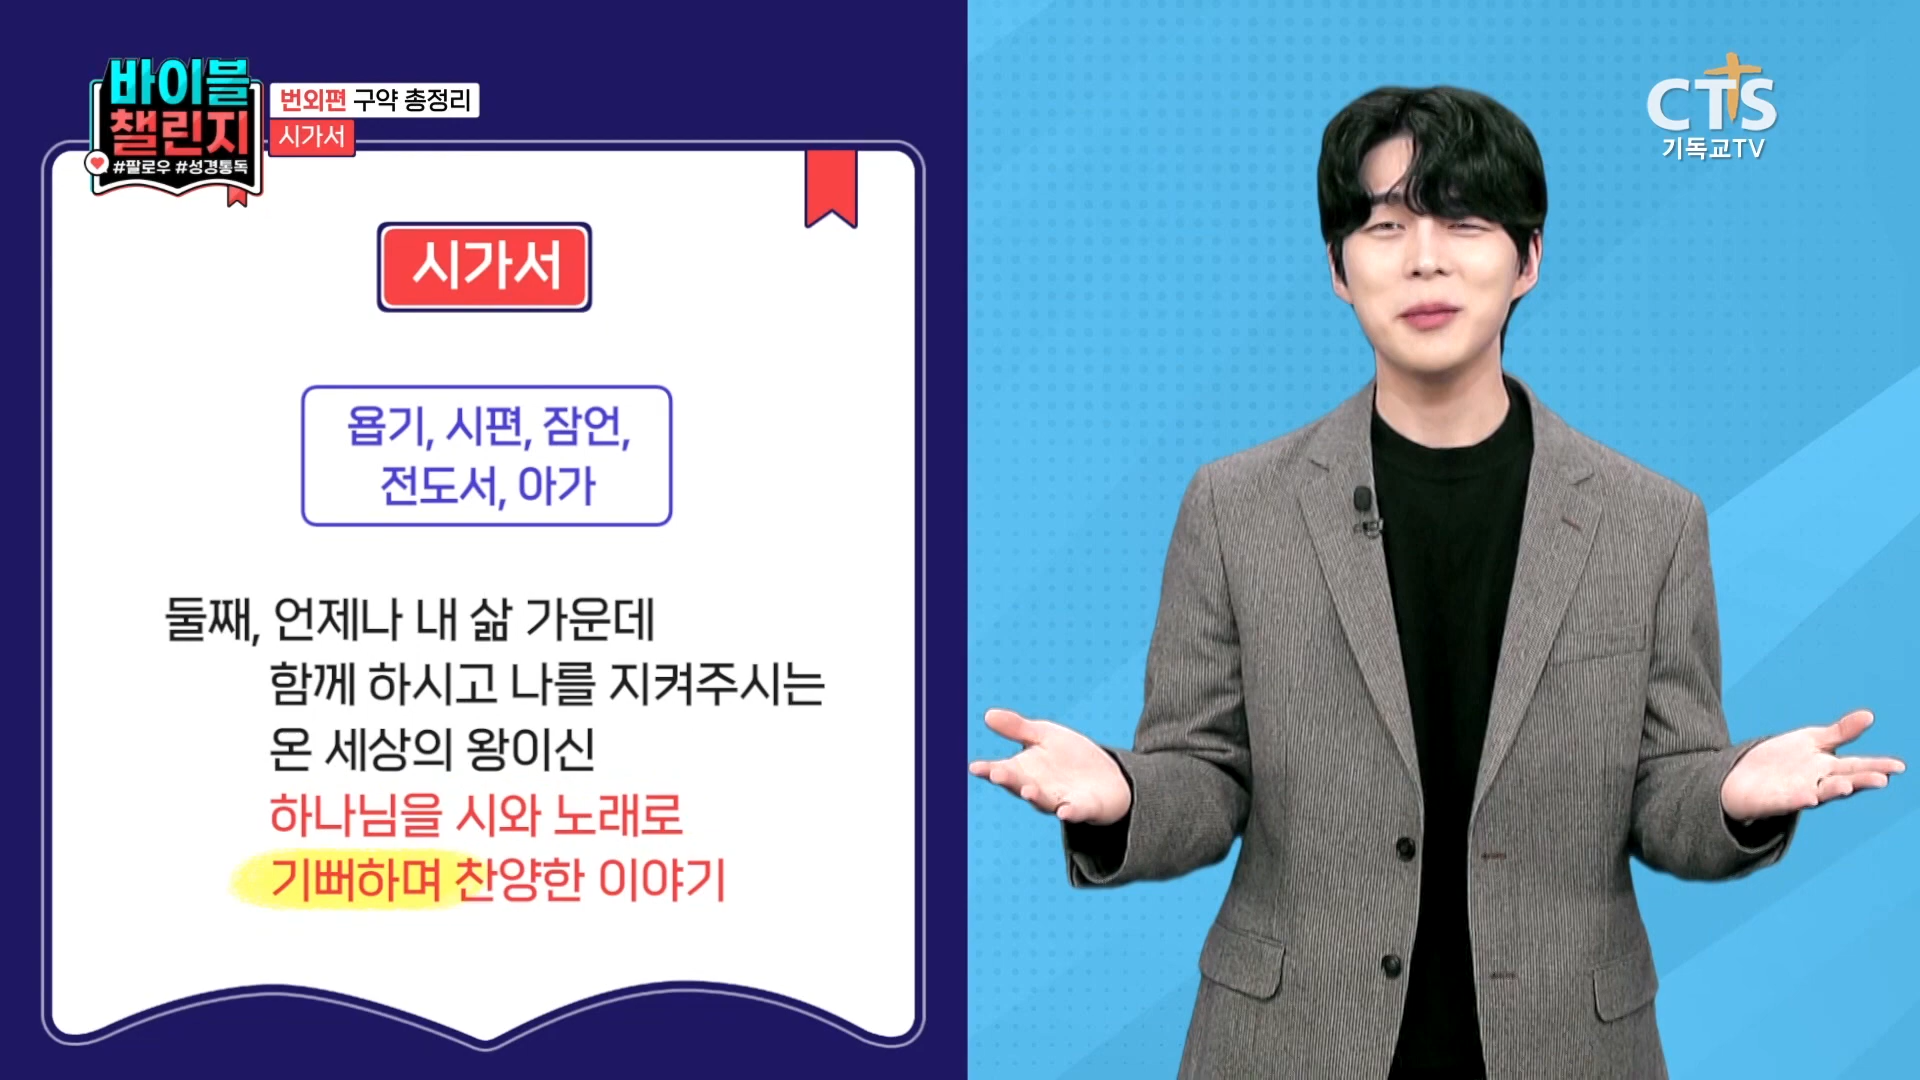 바이블
챌린지
#팔로우 #성경통독
번외편 구약 총정리
시가서
CTS
기독교TV
시가서
욥기, 시편, 잠언,
전도서, 아가
둘째, 언제나 내 삶 가운데
함께 하시고 나를 지켜주시는
온 세상의 왕이신
하나님을 시와 노래로
기뻐하며 찬양한 이야기